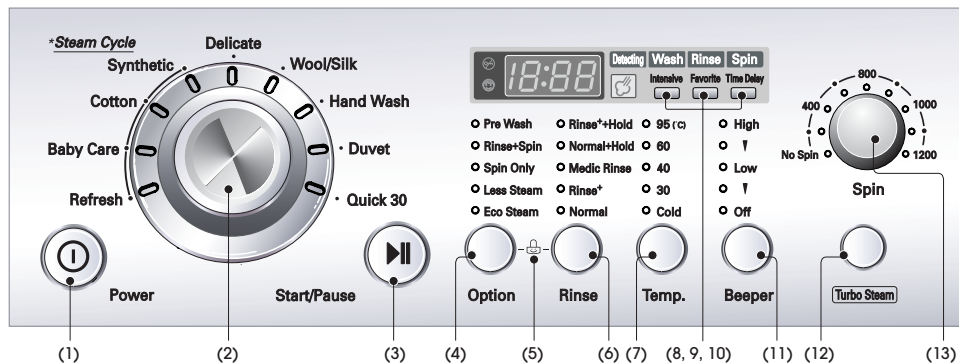 *Steam Cycle
Delicate
Synthetic
Wool/Silk
Cotton
Hand Wash
Baby Care
Duvet
Refresh
Quick 30
Power
Start/Pause
18:88
Detecting Wash Rinse Spin
Intensive Favorite Time Delay
Pre Wash Rinse++Hold 95 (°C) High
Rinse+Spin Normal+Hold 60
Spin Only Medic Rinse 40 Low
Less Steam Rinse+ 30
Eco Steam Normal Cold Off
Option Rinse Temp. Beeper
800
400 1000
No Spin 1200
Spin
Turbo Steam
(1) (2) (3) (4) (5) (6) (7) (8, 9, 10) (11) (12) (13)